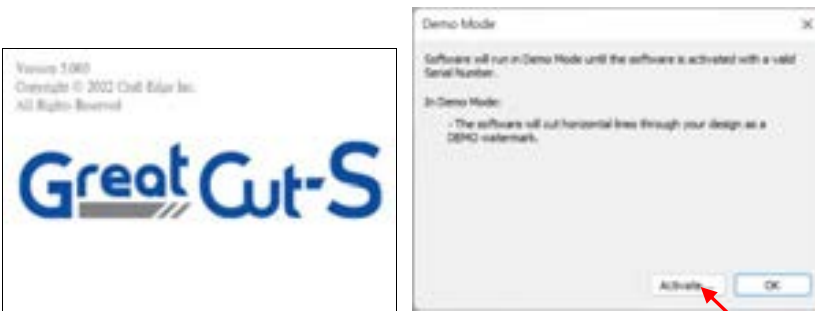 Version 5.003
Copyright © 2022 Craft Edge Inc.
All Rights Reserved
Great Cut-S
Demo Mode
Software will run in Demo Mode until the software is activated with a valid
Serial Number.
In Demo Mode:
- The software will cut horizontal lines through your design as a
DEMO watermark.
Activate...
OK